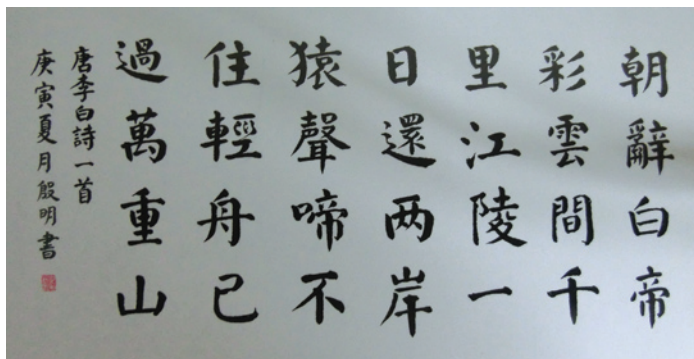 朝辭白帝
彩雲間千
里江陵一
日還两岸
猿聲啼不
住輕舟已
過萬重山
唐李白詩一首
庚寅夏月殷明書